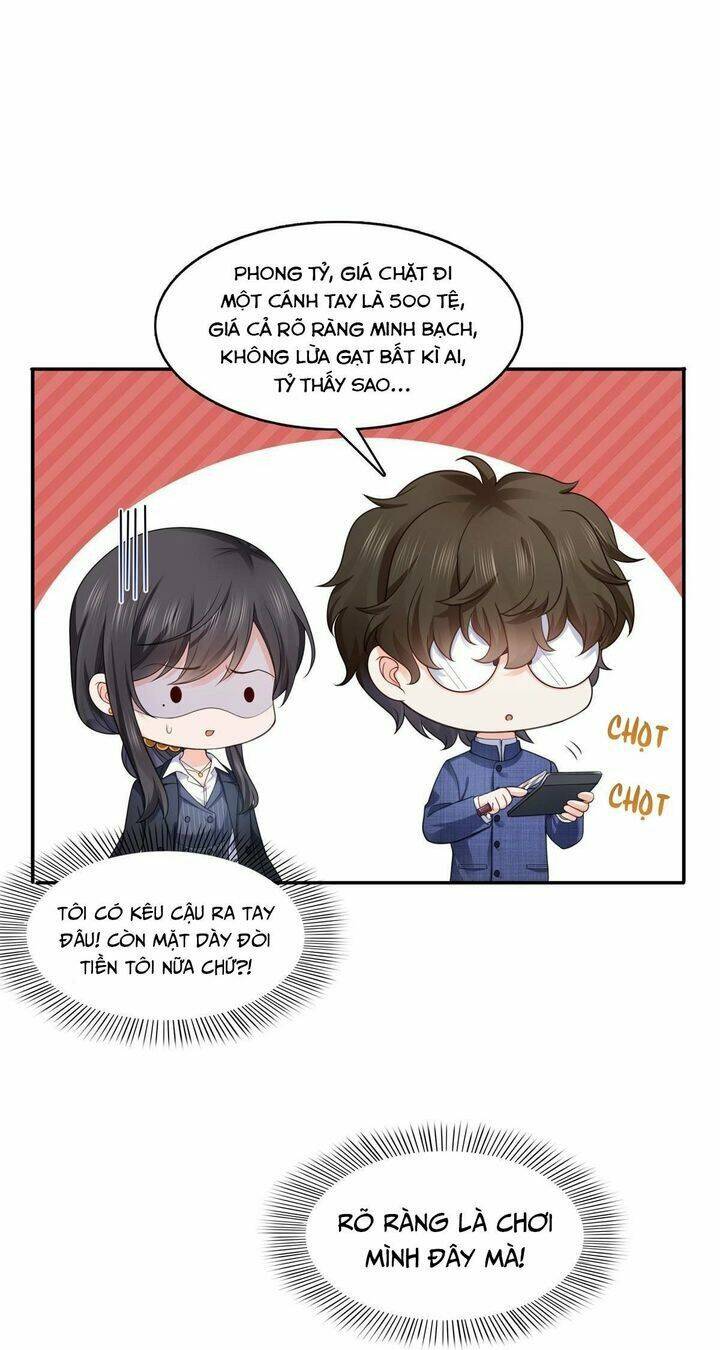 PHONG TỶ, GIÁ CHẶT ĐI
MỘT CÁNH TAY LÀ 500 TỆ,
GIÁ CẢ RÕ RÀNG MINH BẠCH,
KHÔNG LỪA GẠT BẤT KÌ AI,
TỶ THẤY SAO...
CHỌT
CHỌT
TÔI CÓ KÊU CẬU RA TAY
ĐÂU! CÒN MẶT DÀY ĐÒI
TIỀN TÔI NỮA CHỨ?!
RÕ RÀNG LÀ CHƠI
MÌNH ĐÂY MÀ!